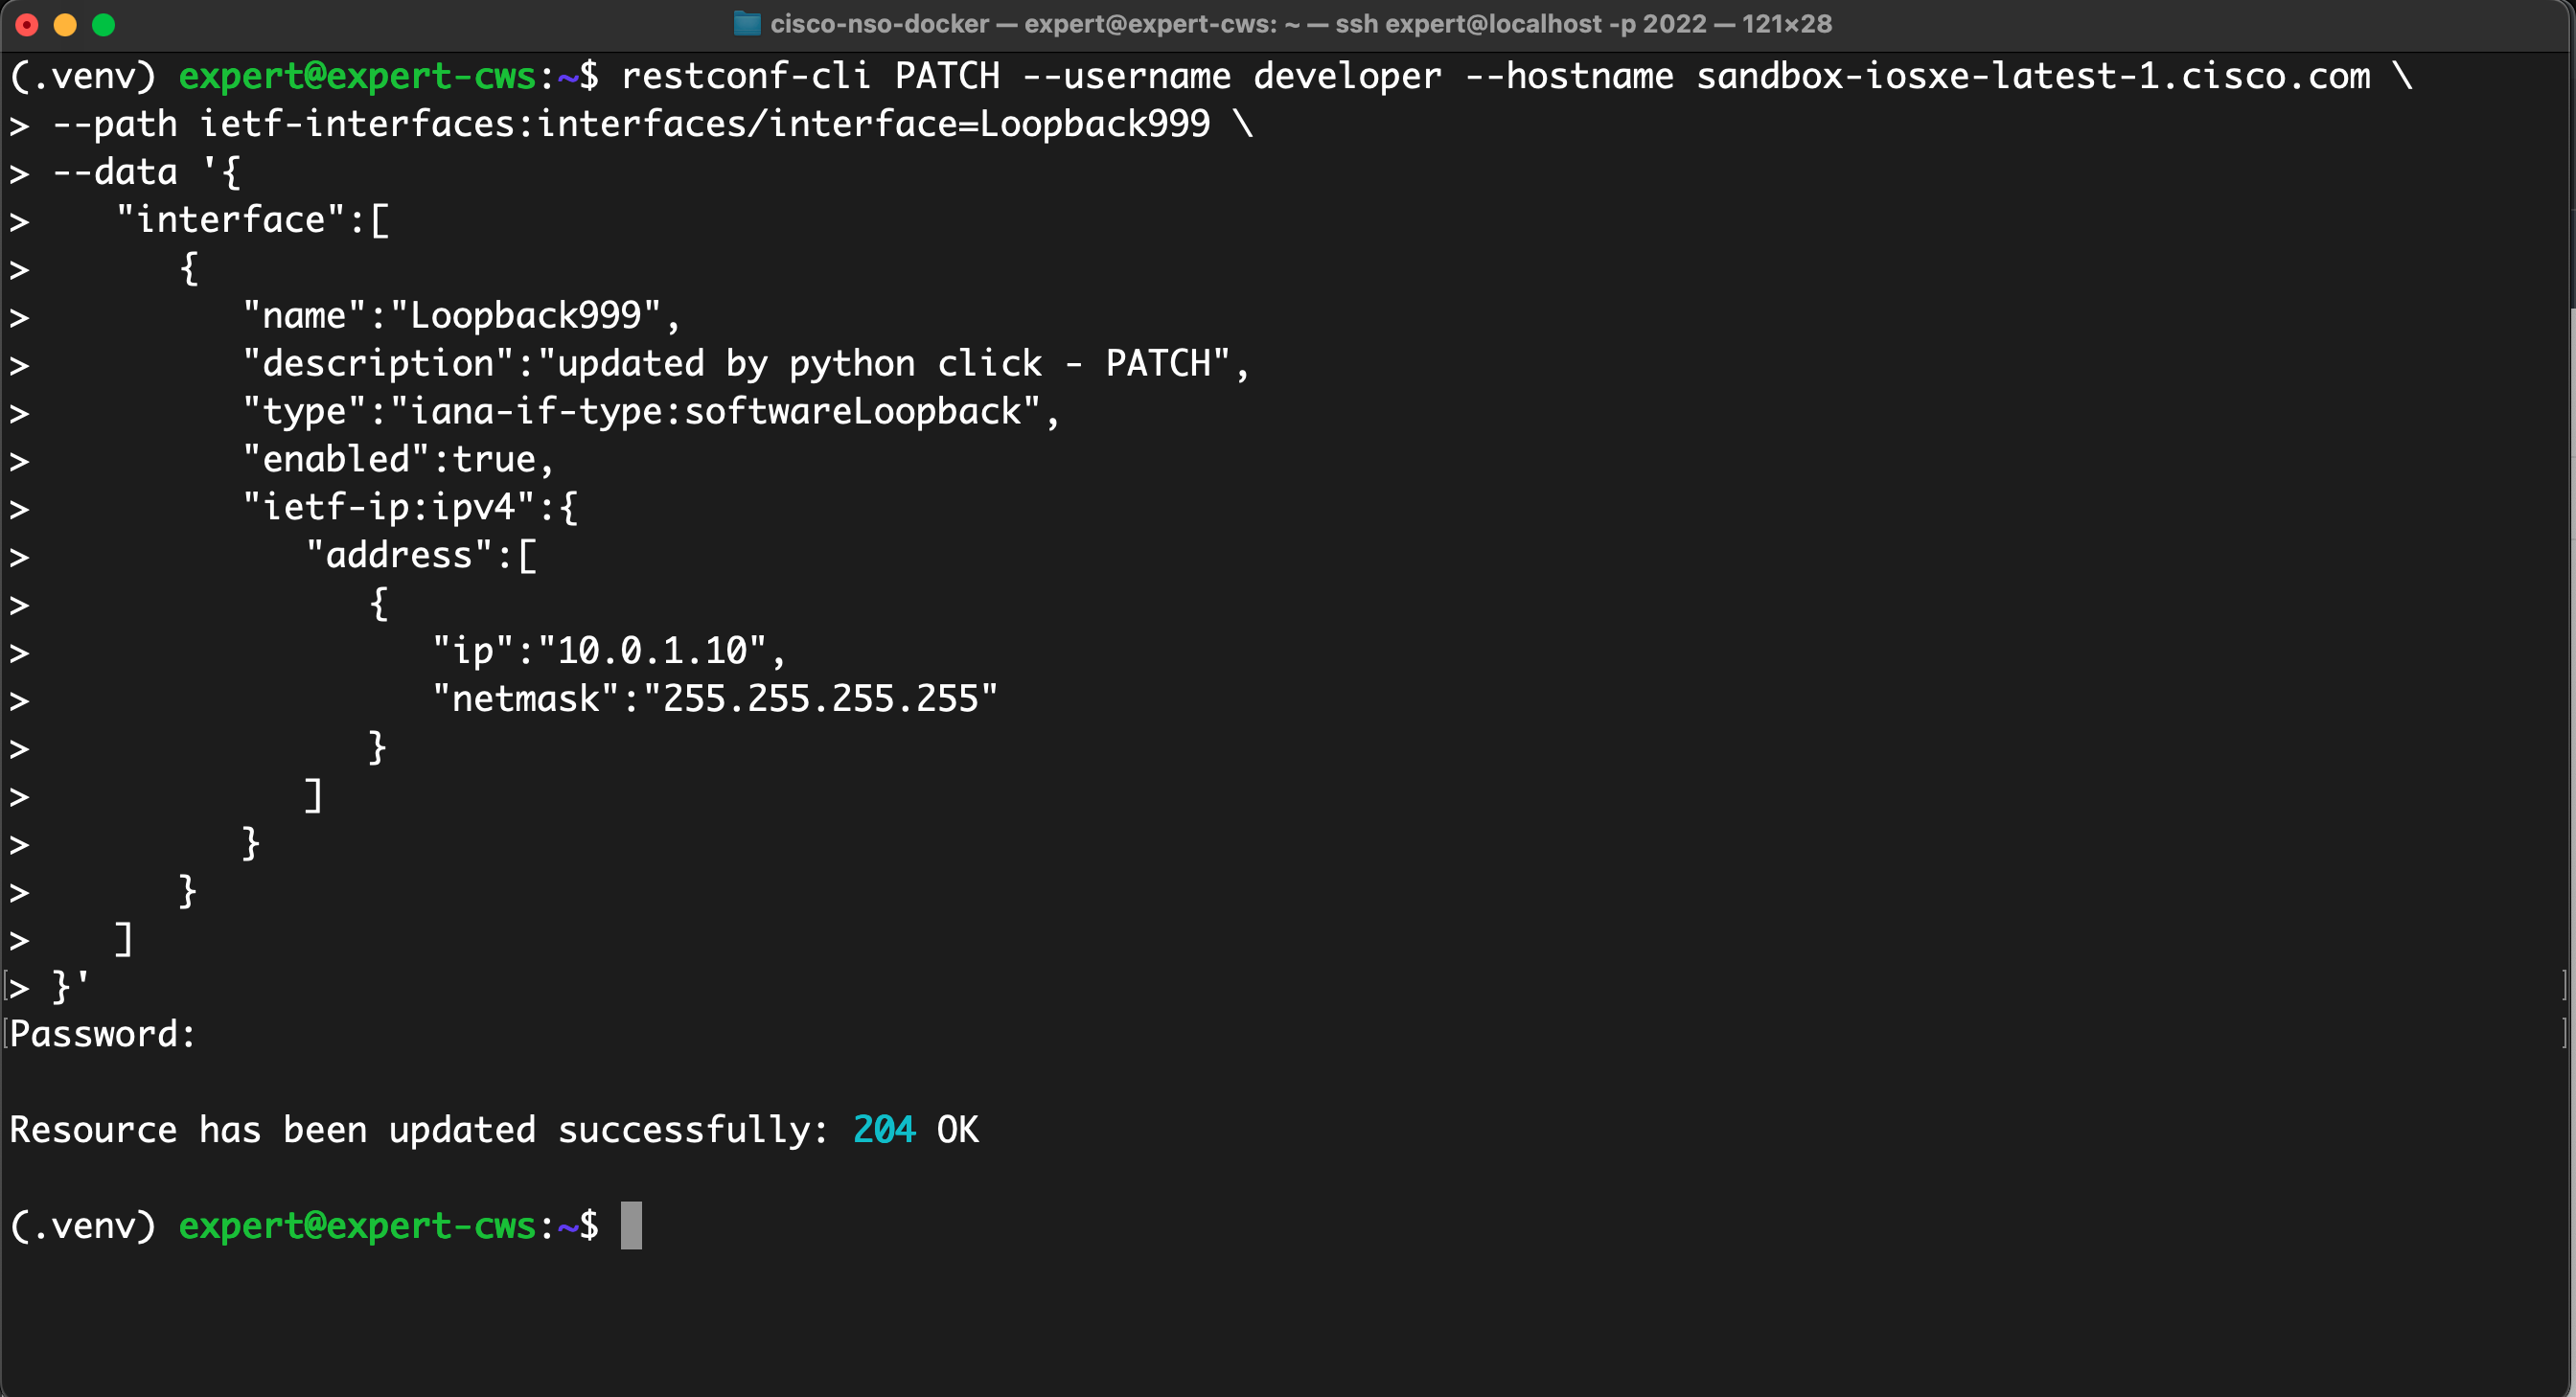 cisco-nso-docker — expert@expert-cws: ~ — ssh expert@localhost -p 2022 — 121×28
(.venv) expert@expert-cws:~$ restconf-cli PATCH --username developer --hostname sandbox-iosxe-latest-1.cisco.com \
> --path ietf-interfaces:interfaces/interface=Loopback999 \
> --data '{
>    "interface":[
>       {
>          "name":"Loopback999",
>          "description":"updated by python click - PATCH",
>          "type":"iana-if-type:softwareLoopback",
>          "enabled":true,
>          "ietf-ip:ipv4":{
>             "address":[
>                {
>                   "ip":"10.0.1.10",
>                   "netmask":"255.255.255.255"
>                }
>             ]
>          }
>       }
>    ]
[> }' ]
[Password: ]
Resource has been updated successfully: 204 OK
(.venv) expert@expert-cws:~$